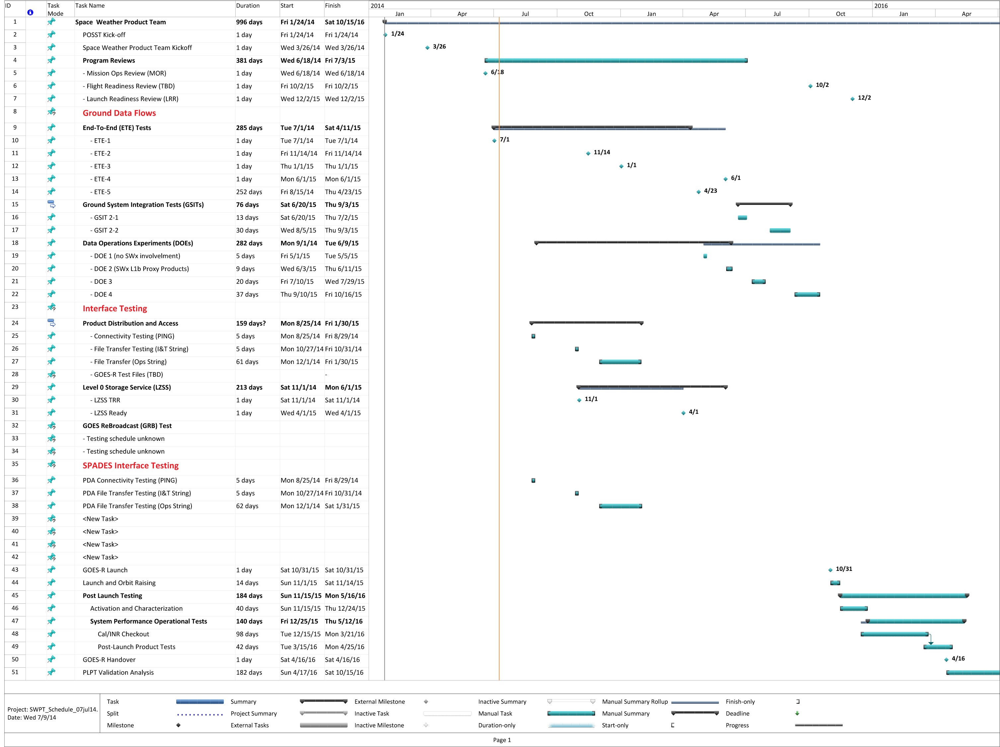 ID Task Mode Task Name Duration Start Finish 2014 2016
Jan Apr Jul Oct Jan Apr Jul Oct Jan Apr
1 Space Weather Product Team 996 days Fri 1/24/14 Sat 10/15/16
2 POSST Kick-off 1 day Fri 1/24/14 Fri 1/24/14 1/24
3 Space Weather Product Team Kickoff 1 day Wed 3/26/14 Wed 3/26/14 3/26
4 Program Reviews 381 days Wed 6/18/14 Fri 7/3/15
5 - Mission Ops Review (MOR) 1 day Wed 6/18/14 Wed 6/18/14 6/18
6 - Flight Readiness Review (TBD) 1 day Fri 10/2/15 Fri 10/2/15 10/2
7 - Launch Readiness Review (LRR) 1 day Wed 12/2/15 Wed 12/2/15 12/2
8 Ground Data Flows
9 End-To-End (ETE) Tests 285 days Tue 7/1/14 Sat 4/11/15
10 - ETE-1 1 day Tue 7/1/14 Tue 7/1/14 7/1
11 - ETE-2 1 day Fri 11/14/14 Fri 11/14/14 11/14
12 - ETE-3 1 day Thu 1/1/15 Thu 1/1/15 1/1
13 - ETE-4 1 day Mon 6/1/15 Mon 6/1/15 6/1
14 - ETE-5 252 days Fri 8/15/14 Thu 4/23/15 4/23
15 Ground System Integration Tests (GSITs) 76 days Sat 6/20/15 Thu 9/3/15
16 - GSIT 2-1 13 days Sat 6/20/15 Thu 7/2/15
17 - GSIT 2-2 30 days Wed 8/5/15 Thu 9/3/15
18 Data Operations Experiments (DOEs) 282 days Mon 9/1/14 Tue 6/9/15
19 - DOE 1 (no SWx involvelment) 5 days Fri 5/1/15 Tue 5/5/15
20 - DOE 2 (SWx L1b Proxy Products) 9 days Wed 6/3/15 Thu 6/11/15
21 - DOE 3 20 days Fri 7/10/15 Wed 7/29/15
22 - DOE 4 37 days Thu 9/10/15 Fri 10/16/15
23 Interface Testing
24 Product Distribution and Access 159 days? Mon 8/25/14 Fri 1/30/15
25 - Connectivity Testing (PING) 5 days Mon 8/25/14 Fri 8/29/14
26 - File Transfer Testing (I&T String) 5 days Mon 10/27/14 Fri 10/31/14
27 - File Transfer (Ops String) 61 days Mon 12/1/14 Fri 1/30/15
28 - GOES-R Test Files (TBD) -
29 Level 0 Storage Service (LZSS) 213 days Sat 11/1/14 Mon 6/1/15
30 - LZSS TRR 1 day Sat 11/1/14 Sat 11/1/14 11/1
31 - LZSS Ready 1 day Wed 4/1/15 Wed 4/1/15 4/1
32 GOES ReBroadcast (GRB) Test
33 - Testing schedule unknown
34 - Testing schedule unknown
35 SPADES Interface Testing
36 PDA Connectivity Testing (PING) 5 days Mon 8/25/14 Fri 8/29/14
37 PDA File Transfer Testing (I&T String) 5 days Mon 10/27/14 Fri 10/31/14
38 PDA File Transfer Testing (Ops String) 62 days Mon 12/1/14 Sat 1/31/15
39 <New Task>
40 <New Task>
41 <New Task>
42 <New Task>
43 GOES-R Launch 1 day Sat 10/31/15 Sat 10/31/15 10/31
44 Launch and Orbit Raising 14 days Sun 11/1/15 Sat 11/14/15
45 Post Launch Testing 184 days Sun 11/15/15 Mon 5/16/16
46 Activation and Characterization 40 days Sun 11/15/15 Thu 12/24/15
47 System Performance Operational Tests 140 days Fri 12/25/15 Thu 5/12/16
48 Cal/INR Checkout 98 days Tue 12/15/15 Mon 3/21/16
49 Post-Launch Product Tests 42 days Tue 3/15/16 Mon 4/25/16
50 GOES-R Handover 1 day Sat 4/16/16 Sat 4/16/16 4/16
51 PLPT Validation Analysis 182 days Sun 4/17/16 Sat 10/15/16
Project: SWPT_Schedule_07jul14.
Date: Wed 7/9/14
Task Summary External Milestone Inactive Summary Manual Summary Rollup Finish-only
Split Project Summary Inactive Task Manual Task Manual Summary Deadline
Milestone External Tasks Inactive Milestone Duration-only Start-only Progress
Page 1